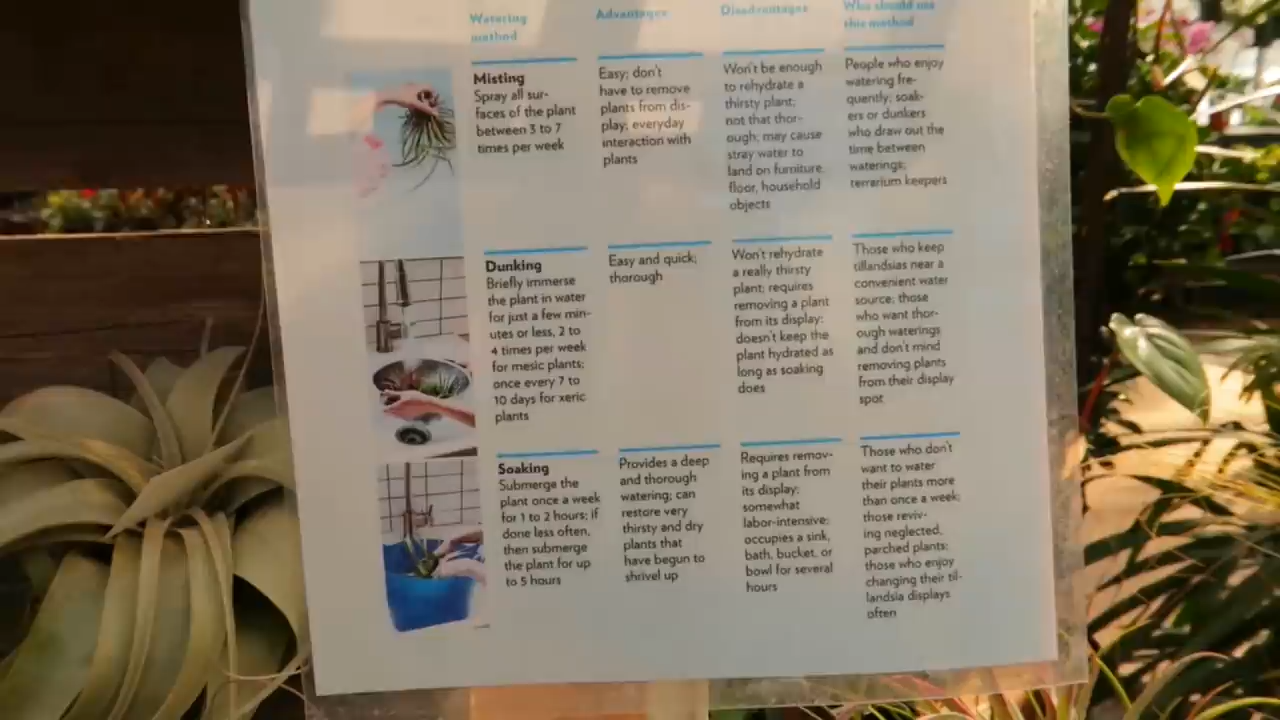 Watering
method
Advantages
Disadvantages
Who should use
this method
Misting
Spray all sur-
faces of the plant
between 3 to 7
times per week
Easy; don't
have to remove
plants from dis-
play; everyday
interaction with
plants
Won't be enough
to rehydrate a
thirsty plant;
not that thor-
ough; may cause
stray water to
land on furniture,
floor, household
objects
People who enjoy
watering fre-
quently; soak-
ers or dunkers
who draw out the
time between
waterings;
terrarium keepers
Dunking
Briefly immerse
the plant in water
for just a few min-
utes or less, 2 to
4 times per week
for mesic plants;
once every 7 to
10 days for xeric
plants
Easy and quick;
thorough
Won't rehydrate
a really thirsty
plant; requires
removing a plant
from its display;
doesn't keep the
plant hydrated as
long as soaking
does
Those who keep
tillandsias near a
convenient water
source; those
who want thor-
ough waterings
and don't mind
removing plants
from their display
spot
Soaking
Submerge the
plant once a week
for 1 to 2 hours; if
done less often,
then submerge
the plant for up
to 5 hours
Provides a deep
and thorough
watering; can
restore very
thirsty and dry
plants that
have begun to
shrivel up
Requires remov-
ing a plant from
its display;
somewhat
labor-intensive;
occupies a sink,
bath, bucket, or
bowl for several
hours
Those who don't
want to water
their plants more
than once a week;
those reviv-
ing neglected,
parched plants;
those who enjoy
changing their til-
landsia displays
often